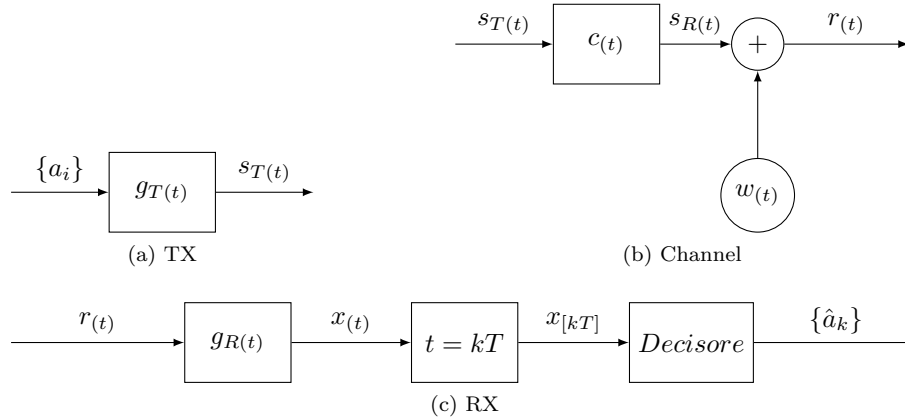 s_{T(t)}
c_{(t)}
s_{R(t)}
+
r_{(t)}
w_{(t)}
(b) Channel
{a_i}
g_{T(t)}
s_{T(t)}
(a) TX
r_{(t)}
g_{R(t)}
x_{(t)}
t = kT
x_{[kT]}
Decisore
{â_k}
(c) RX